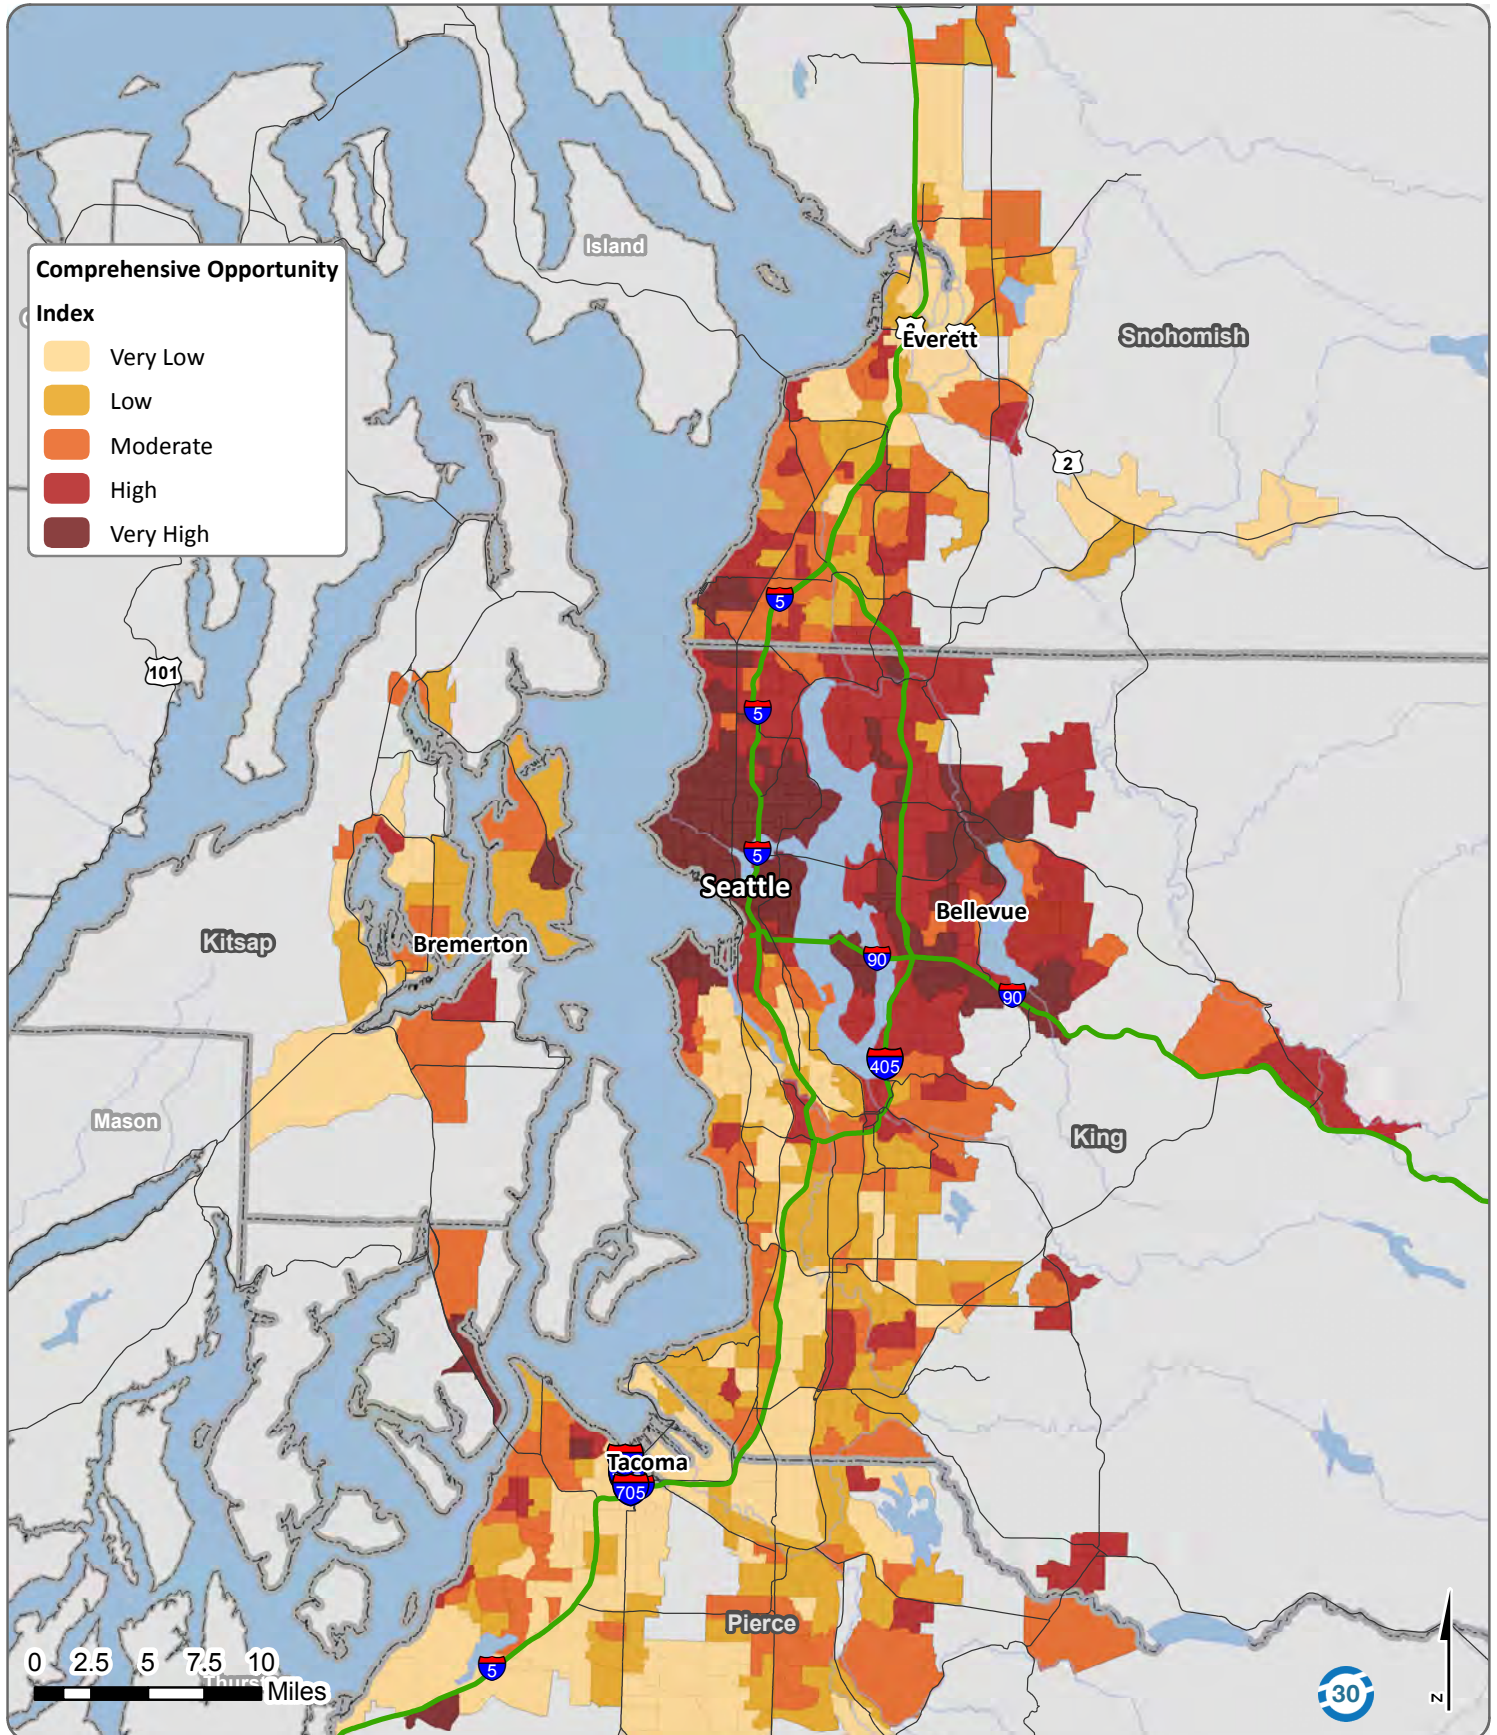 Island
Comprehensive Opportunity
Index
Very Low
Low
Moderate
High
Very High
Everett
Snohomish
2
5
101
5
5
Seattle
Bellevue
Kitsap
Bremerton
90
90
405
Mason
King
Tacoma
705
Pierce
0 2.5 5 7.5 10
Miles
5
30
N